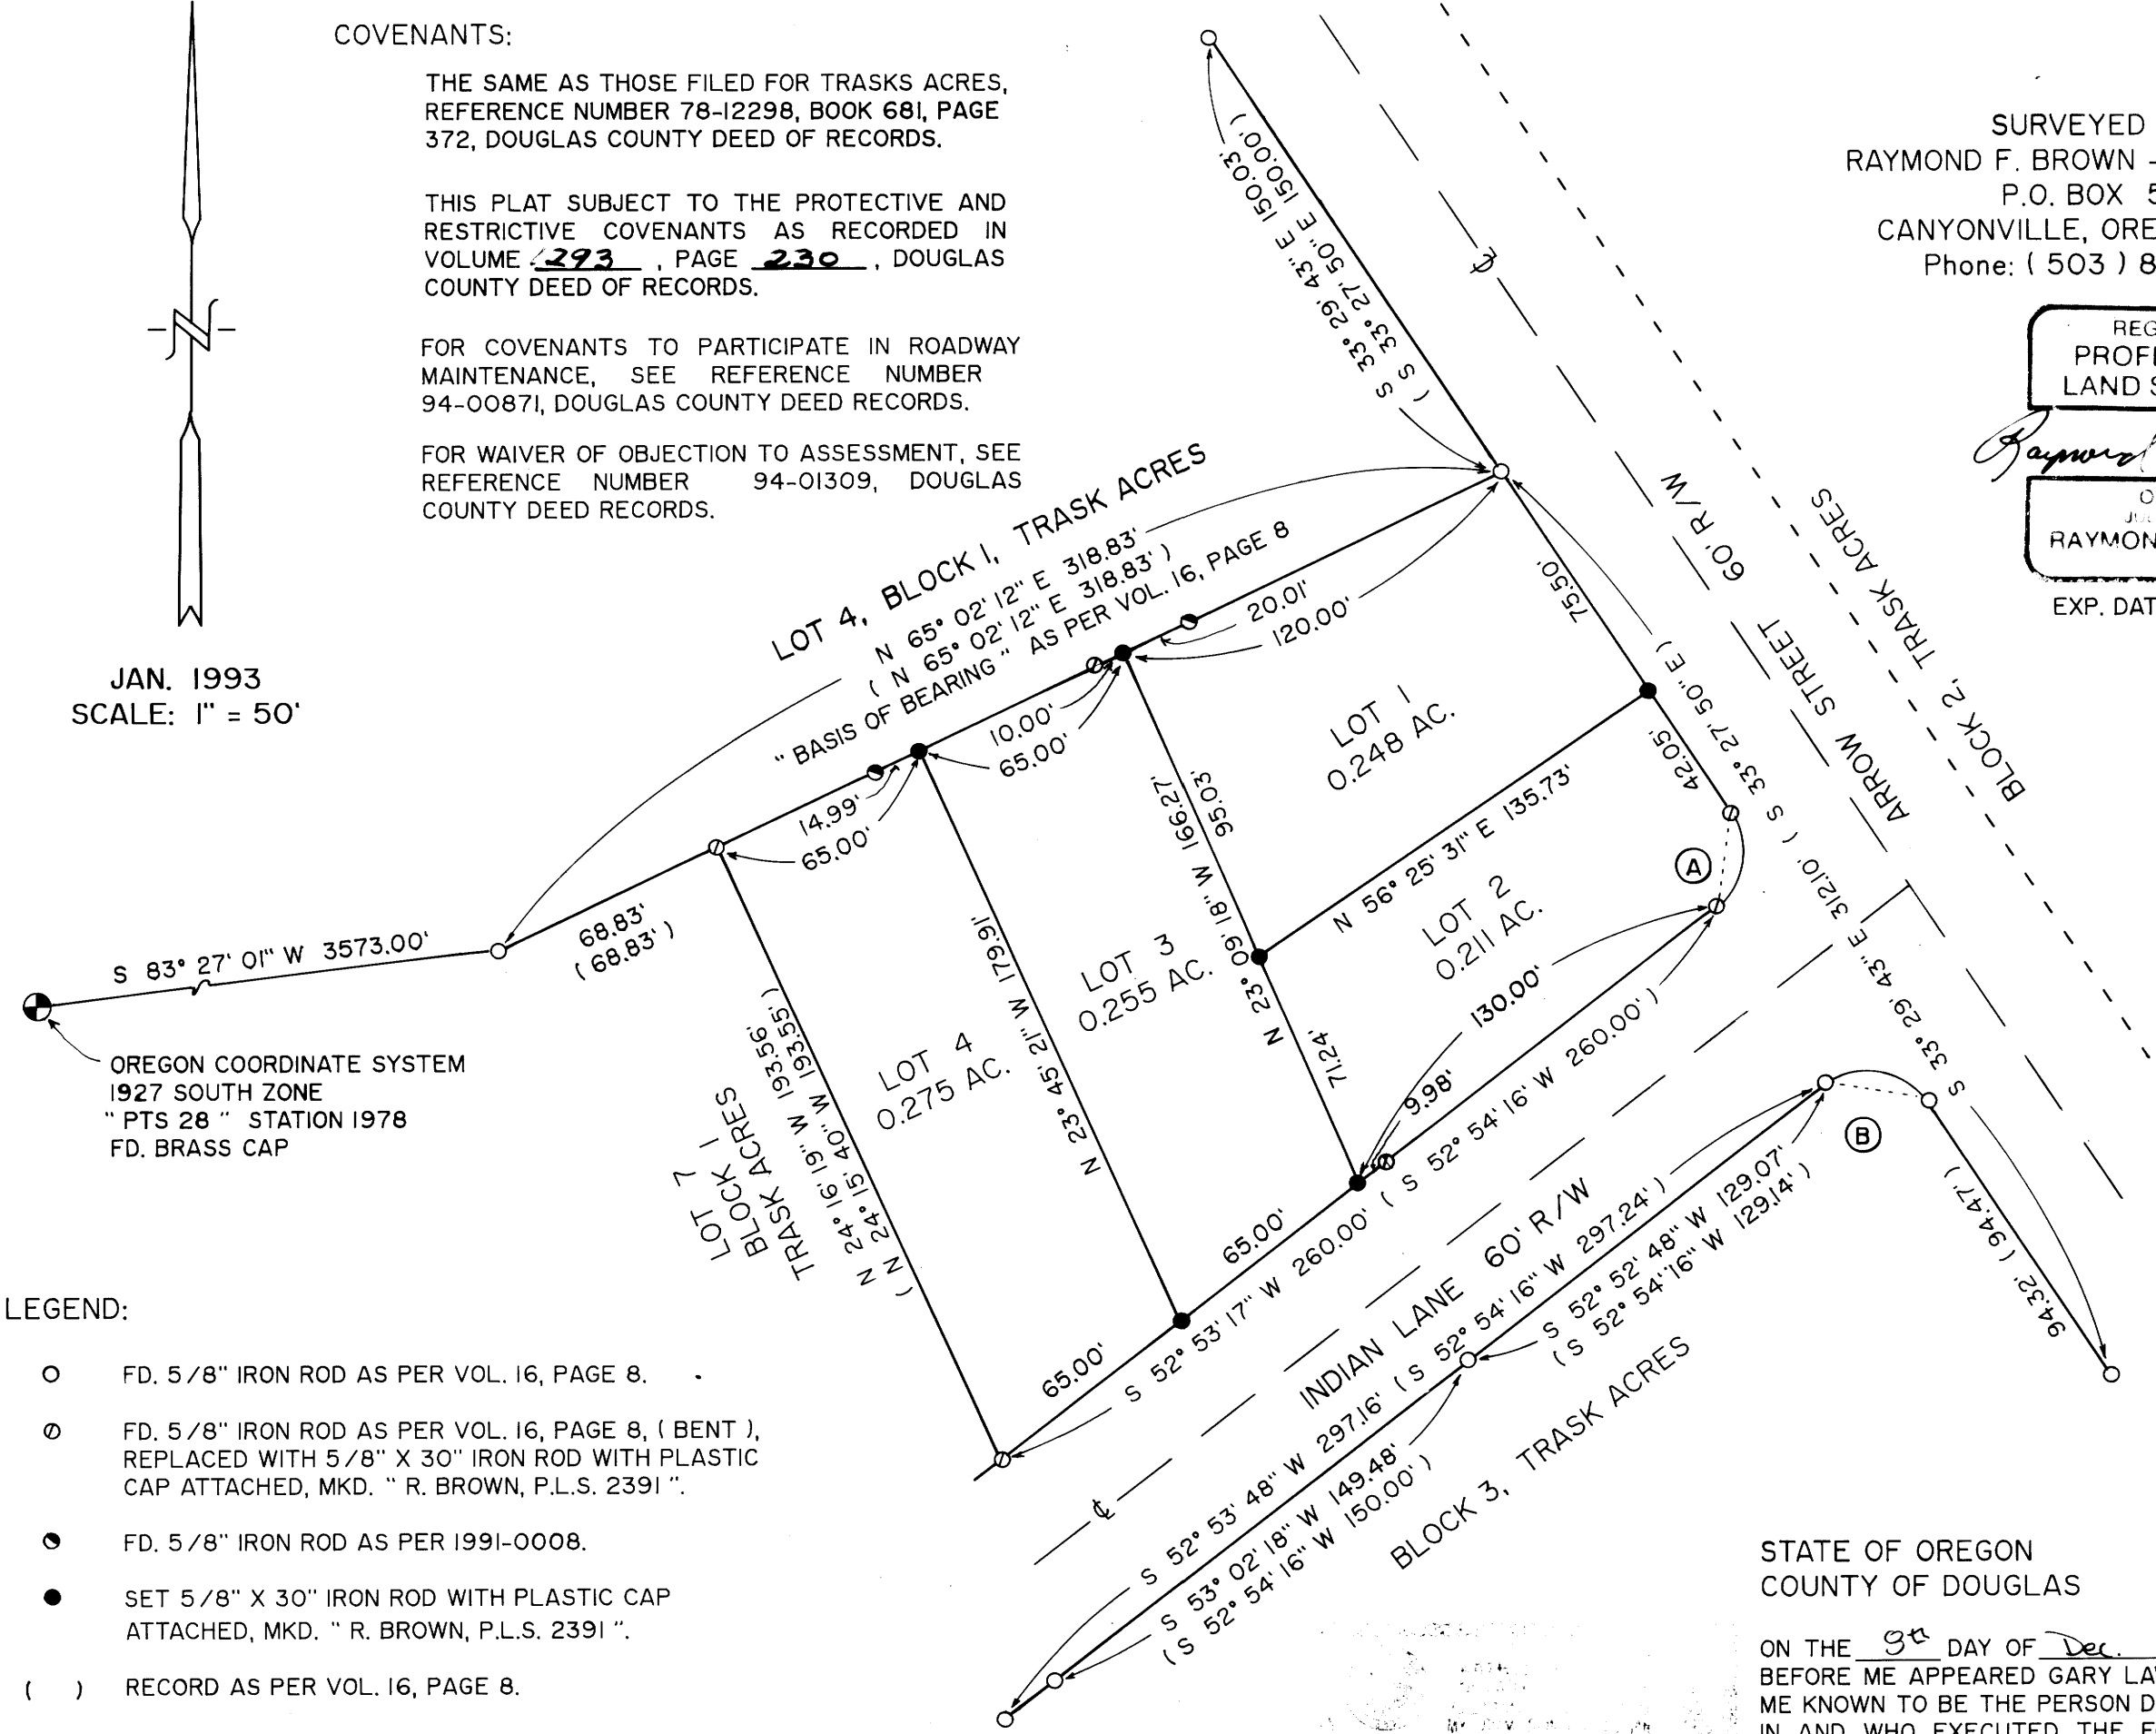 COVENANTS:
THE SAME AS THOSE FILED FOR TRASKS ACRES,
REFERENCE NUMBER 78-12298, BOOK 681, PAGE
372, DOUGLAS COUNTY DEED OF RECORDS.
THIS PLAT SUBJECT TO THE PROTECTIVE AND
RESTRICTIVE COVENANTS AS RECORDED IN
VOLUME 1293 , PAGE 230 , DOUGLAS
COUNTY DEED OF RECORDS.
FOR COVENANTS TO PARTICIPATE IN ROADWAY
MAINTENANCE, SEE REFERENCE NUMBER
94-00871, DOUGLAS COUNTY DEED RECORDS.
FOR WAIVER OF OBJECTION TO ASSESSMENT, SEE
REFERENCE NUMBER 94-01309, DOUGLAS
COUNTY DEED RECORDS.
N
JAN. 1993
SCALE: 1" = 50'
SURVEYED
RAYMOND F. BROWN -
P.O. BOX 5
CANYONVILLE, ORE
Phone: ( 503 ) 8
REG
PROF
LAND S
Raymond
O
JUL
RAYMON
EXP. DAT
S 33° 29' 43" E 150.03'
( S 33° 27' 50" E 150.00' )
LOT 4, BLOCK 1, TRASK ACRES
N 65° 02' 12" E 318.83'
( N 65° 02' 12" E 318.83' )
" BASIS OF BEARING " AS PER VOL. 16, PAGE 8
20.01'
120.00'
10.00'
65.00'
14.99'
65.00'
68.83'
( 68.83' )
S 83° 27' 01" W 3573.00'
OREGON COORDINATE SYSTEM
1927 SOUTH ZONE
" PTS 28 " STATION 1978
FD. BRASS CAP
75.50'
42.05'
60' R/W
ARROW STREET
BLOCK 2, TRASK ACRES
S 33° 29' 43" E 312.10' ( S 33° 27' 50" E )
LOT 1
0.248 AC.
N 56° 25' 31" E 135.73'
LOT 2
0.211 AC.
A
LOT 3
0.255 AC.
LOT 4
0.275 AC.
N 23° 09' 18" W 166.27'
95.03'
71.24'
N 23° 45' 21" W 179.91'
N 24° 16' 19" W 193.56'
( N 24° 15' 40" W 193.55' )
LOT 7
BLOCK 1
TRASK ACRES
130.00'
9.98'
65.00'
65.00'
S 52° 53' 17" W 260.00' ( S 52° 54' 16" W 260.00' )
INDIAN LANE 60' R/W
B
94.32' ( 94.47' )
S 52° 53' 48" W 297.16' ( S 52° 54' 16" W 297.24' )
S 52° 52' 48" W 129.07'
( S 52° 54' 16" W 129.14' )
S 53° 02' 18" W 149.48'
( S 52° 54' 16" W 150.00' )
BLOCK 3, TRASK ACRES
LEGEND:
FD. 5/8" IRON ROD AS PER VOL. 16, PAGE 8.
FD. 5/8" IRON ROD AS PER VOL. 16, PAGE 8, ( BENT ),
REPLACED WITH 5/8" X 30" IRON ROD WITH PLASTIC
CAP ATTACHED, MKD. " R. BROWN, P.L.S. 2391 ".
FD. 5/8" IRON ROD AS PER 1991-0008.
SET 5/8" X 30" IRON ROD WITH PLASTIC CAP
ATTACHED, MKD. " R. BROWN, P.L.S. 2391 ".
( ) RECORD AS PER VOL. 16, PAGE 8.
STATE OF OREGON
COUNTY OF DOUGLAS
ON THE 9th DAY OF Dec.
BEFORE ME APPEARED GARY LA
ME KNOWN TO BE THE PERSON D
IN AND WHO EXECUTED THE F